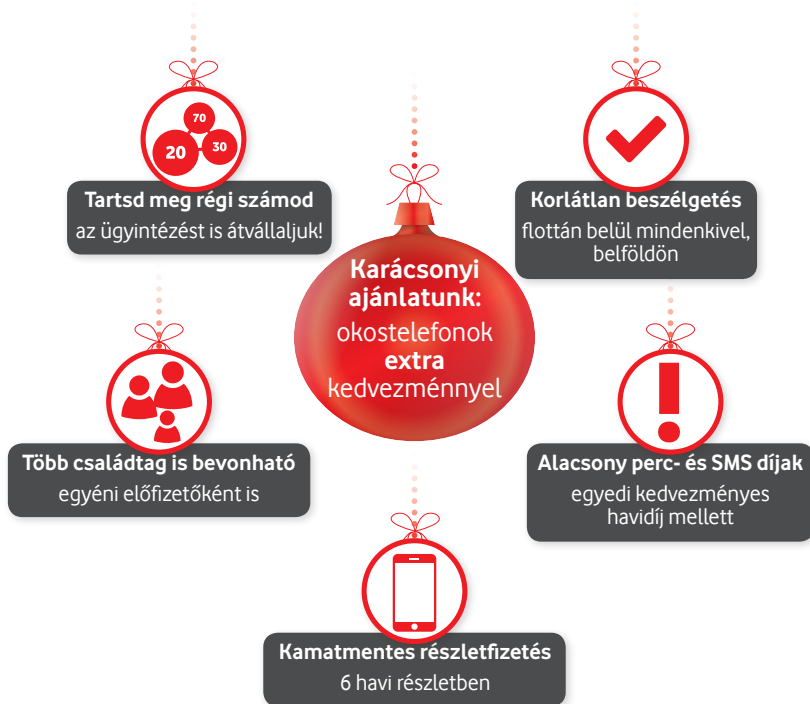 70
20
30
Tartsd meg régi számod
az ügyintézést is átvállaljuk!
Korlátlan beszélgetés
flottán belül mindenkivel,
belföldön
Karácsonyi
ajánlatunk:
okostelefonok
extra
kedvezménnyel
Több családtag is bevonható
egyéni előfizetőként is
Alacsony perc- és SMS díjak
egyedi kedvezményes
havidíj mellett
Kamatmentes részletfizetés
6 havi részletben